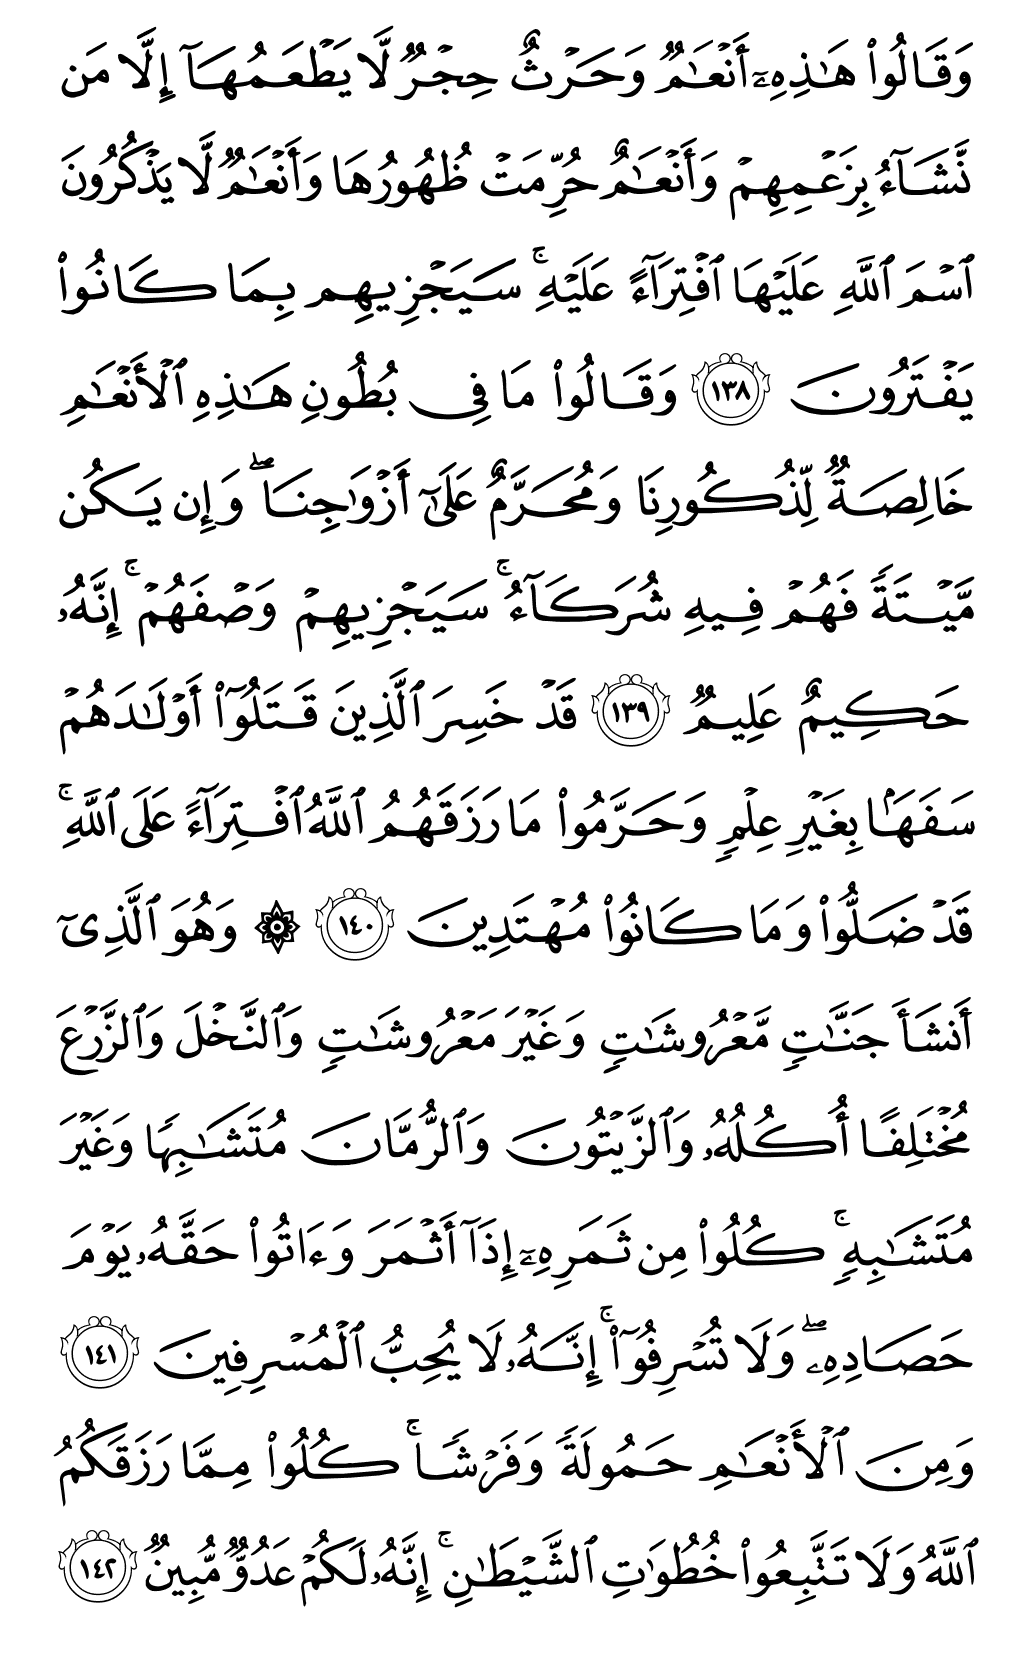 وَقَالُوا۟ هَـٰذِهِۦٓ أَنْعَـٰمٌۭ وَحَرْثٌ حِجْرٌۭ لَّا يَطْعَمُهَآ إِلَّا مَن
نَّشَآءُ بِزَعْمِهِمْ وَأَنْعَـٰمٌ حُرِّمَتْ ظُهُورُهَا وَأَنْعَـٰمٌۭ لَّا يَذْكُرُونَ
ٱسْمَ ٱللَّهِ عَلَيْهَا ٱفْتِرَآءً عَلَيْهِ ۚ سَيَجْزِيهِم بِمَا كَانُوا۟
يَفْتَرُونَ ١٣٨ وَقَالُوا۟ مَا فِى بُطُونِ هَـٰذِهِ ٱلْأَنْعَـٰمِ
خَالِصَةٌۭ لِّذُكُورِنَا وَمُحَرَّمٌ عَلَىٰٓ أَزْوَٰجِنَا ۖ وَإِن يَكُن
مَّيْتَةًۭ فَهُمْ فِيهِ شُرَكَآءُ ۚ سَيَجْزِيهِمْ وَصْفَهُمْ ۚ إِنَّهُۥ
حَكِيمٌ عَلِيمٌۭ ١٣٩ قَدْ خَسِرَ ٱلَّذِينَ قَتَلُوٓا۟ أَوْلَـٰدَهُمْ
سَفَهًۢا بِغَيْرِ عِلْمٍۢ وَحَرَّمُوا۟ مَا رَزَقَهُمُ ٱللَّهُ ٱفْتِرَآءً عَلَى ٱللَّهِ ۚ
قَدْ ضَلُّوا۟ وَمَا كَانُوا۟ مُهْتَدِينَ ١٤٠ ۞ وَهُوَ ٱلَّذِىٓ
أَنشَأَ جَنَّـٰتٍۢ مَّعْرُوشَـٰتٍۢ وَغَيْرَ مَعْرُوشَـٰتٍۢ وَٱلنَّخْلَ وَٱلزَّرْعَ
مُخْتَلِفًا أُكُلُهُۥ وَٱلزَّيْتُونَ وَٱلرُّمَّانَ مُتَشَـٰبِهًۭا وَغَيْرَ
مُتَشَـٰبِهٍۢ ۚ كُلُوا۟ مِن ثَمَرِهِۦٓ إِذَآ أَثْمَرَ وَءَاتُوا۟ حَقَّهُۥ يَوْمَ
حَصَادِهِۦ ۖ وَلَا تُسْرِفُوٓا۟ ۚ إِنَّهُۥ لَا يُحِبُّ ٱلْمُسْرِفِينَ ١٤١
وَمِنَ ٱلْأَنْعَـٰمِ حَمُولَةًۭ وَفَرْشًۭا ۚ كُلُوا۟ مِمَّا رَزَقَكُمُ
ٱللَّهُ وَلَا تَتَّبِعُوا۟ خُطُوَٰتِ ٱلشَّيْطَـٰنِ ۚ إِنَّهُۥ لَكُمْ عَدُوٌّۭ مُّبِينٌۭ ١٤٢